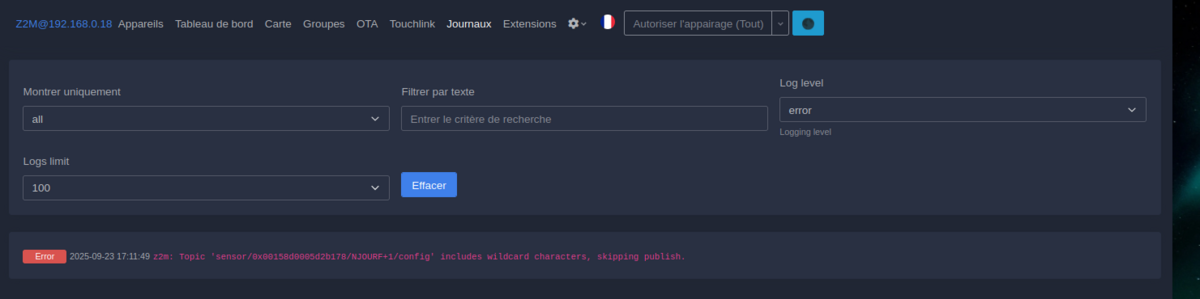 Z2M@192.168.0.18 Appareils Tableau de bord Carte Groupes OTA Touchlink Journaux Extensions Autoriser l'appairage (Tout)
Montrer uniquement Filtrer par texte Log level
all Entrer le critère de recherche error
Logging level
Logs limit
100 Effacer
Error 2025-09-23 17:11:49 z2m: Topic 'sensor/0x00158d0005d2b178/NJOURF+1/config' includes wildcard characters, skipping publish.